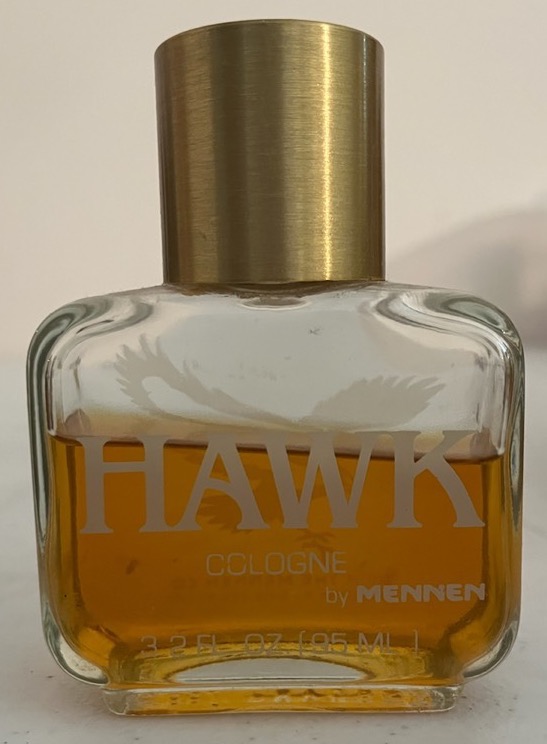 HAWK
COLOGNE
by MENNEN
3.2 FL. OZ. [95 ML.]